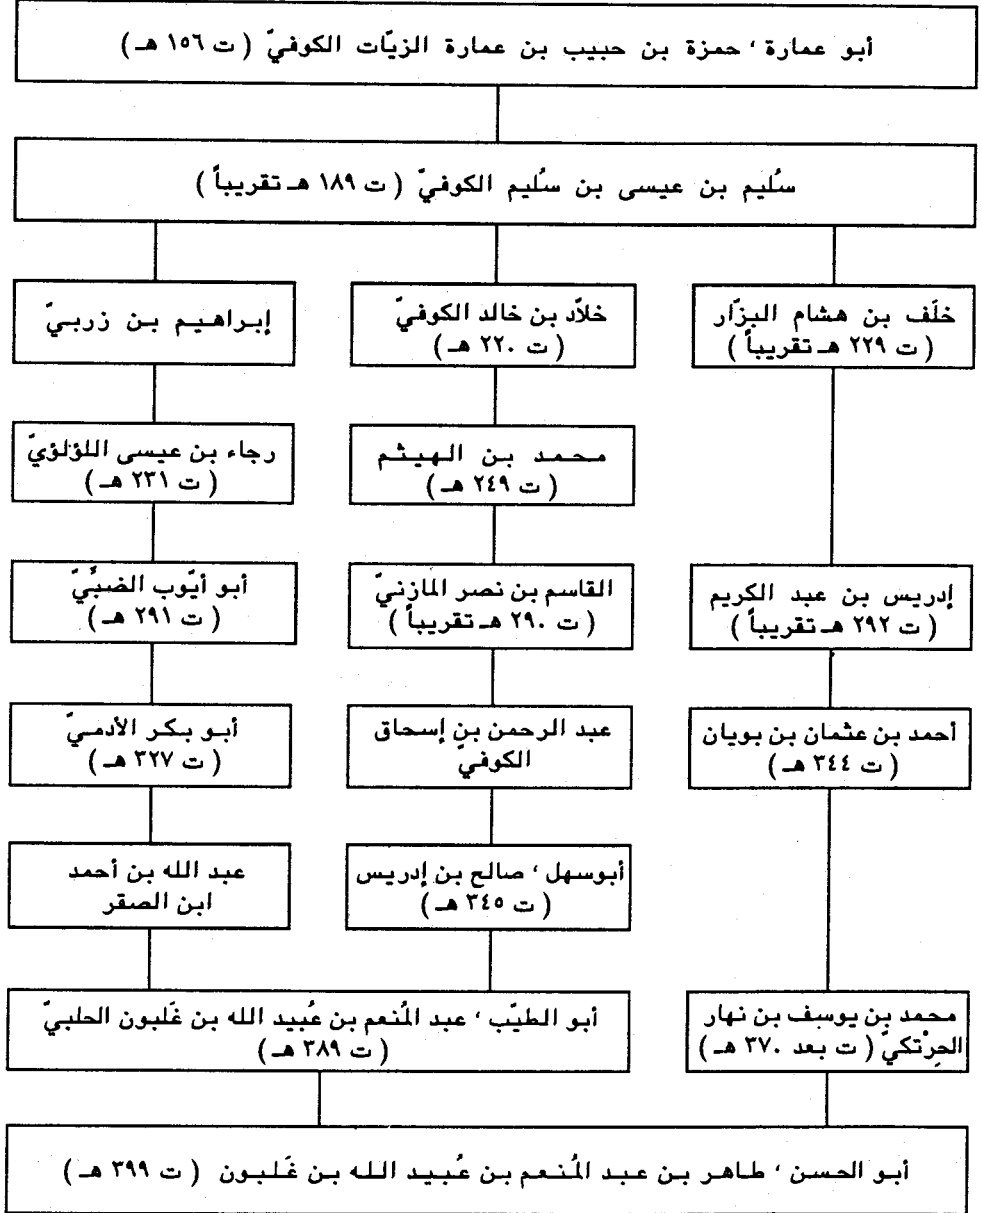 أبو عمارة ، حمزة بن حبيب بن عمارة الزيّات الكوفيّ ( ت ١٥٦ هـ )
سُليم بن عيسى بن سُليم الكوفيّ ( ت ١٨٩ هـ تقريباً )
خلَف بن هشام البزّار
( ت ٢٢٩ هـ تقريباً )
خلاّد بن خالد الكوفيّ
( ت ٢٢٠ هـ )
إبراهيم بن زربيّ
محمد بن الهيثم
( ت ٢٤٩ هـ )
رجاء بن عيسى اللؤلؤيّ
( ت ٢٣١ هـ )
إدريس بن عبد الكريم
( ت ٢٩٢ هـ تقريباً )
القاسم بن نصر المازنيّ
( ت ٢٩٠ هـ تقريباً )
أبو أيّوب الضبِّيّ
( ت ٢٩١ هـ )
أحمد بن عثمان بن بويان
( ت ٣٤٤ هـ )
عبد الرحمن بن إسحاق
الكوفيّ
أبو بكر الأدميّ
( ت ٣٢٧ هـ )
أبوسهل ، صالح بن إدريس
( ت ٣٤٥ هـ )
عبد الله بن أحمد
ابن الصقر
محمد بن يوسف بن نهار
الحِرْتكيّ ( ت بعد ٣٧٠ هـ )
أبو الطيّب ، عبد المُنعم بن عُبيد الله بن غَلبون الحلبيّ
( ت ٣٨٩ هـ )
أبو الحسن ، طاهر بن عبد المُنعم بن عُبيد الله بن غَلبون ( ت ٣٩٩ هـ )